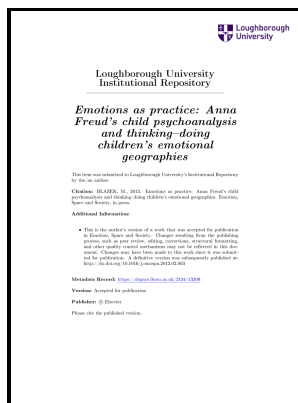 Loughborough
University
Loughborough University
Institutional Repository
Emotions as practice: Anna
Freud's child psychoanalysis
and thinking–doing
children's emotional
geographies
This item was submitted to Loughborough University's Institutional Repository
by the/an author.
Citation: BLAZEK, M., 2013. Emotions as practice: Anna Freud's child
psychoanalysis and thinking–doing children's emotional geographies. Emotion,
Space and Society, in press
Additional Information:
• This is the author's version of a work that was accepted for publication
in Emotion, Space and Society. Changes resulting from the publishing
process, such as peer review, editing, corrections, structural formatting,
and other quality control mechanisms may not be reflected in this doc-
ument. Changes may have been made to this work since it was submit-
ted for publication. A definitive version was subsequently published at:
http://dx.doi.org/10.1016/j.emospa.2012.02.003
Metadata Record: https://dspace.lboro.ac.uk/2134/13209
Version: Accepted for publication
Publisher: © Elsevier
Please cite the published version.